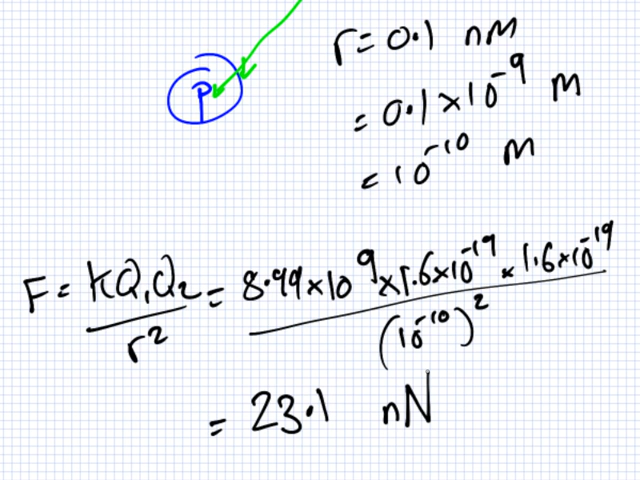 r = 0.1 nM
P
= 0.1 × 10⁻⁹ M
= 10⁻¹⁰ M
F = kQ₁Q₂/r² = 8.99×10⁹ × 1.6×10⁻¹⁹ × 1.6×10⁻¹⁹/(10⁻¹⁰)²
= 23.1 nN